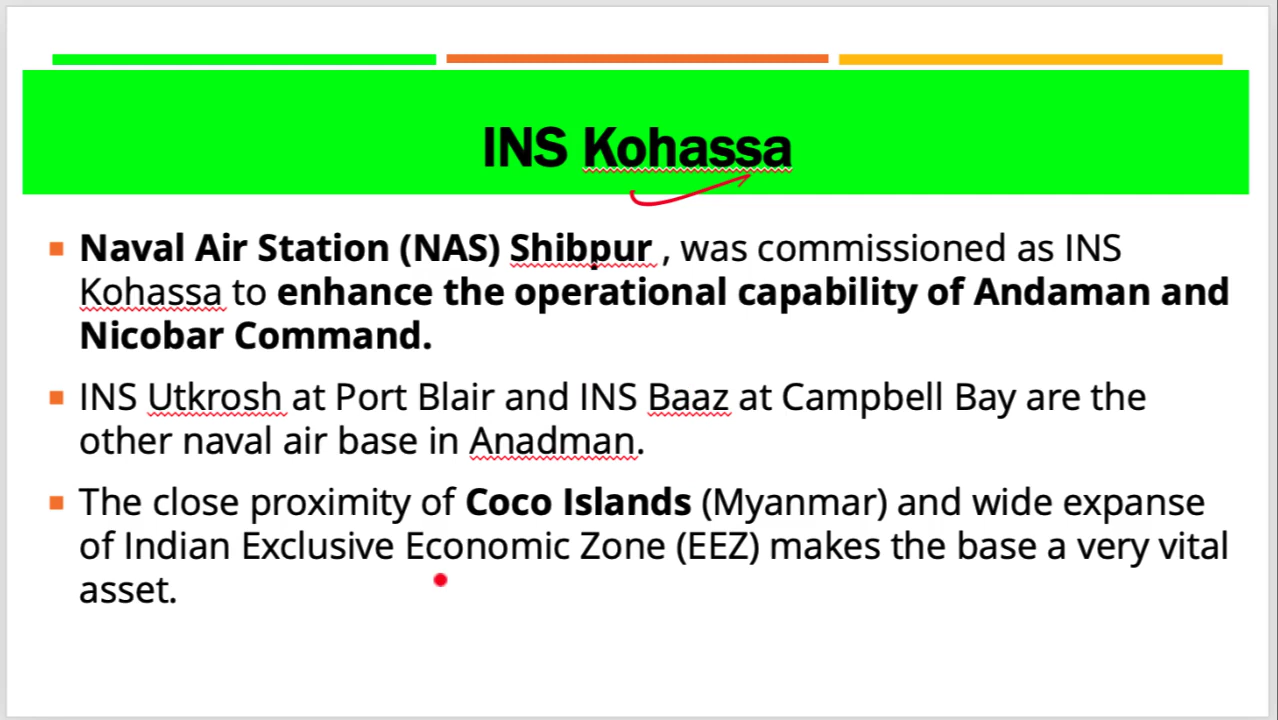 INS Kohassa
Naval Air Station (NAS) Shibpur , was commissioned as INS
Kohassa to enhance the operational capability of Andaman and
Nicobar Command.
INS Utkrosh at Port Blair and INS Baaz at Campbell Bay are the
other naval air base in Anadman.
The close proximity of Coco Islands (Myanmar) and wide expanse
of Indian Exclusive Economic Zone (EEZ) makes the base a very vital
asset.